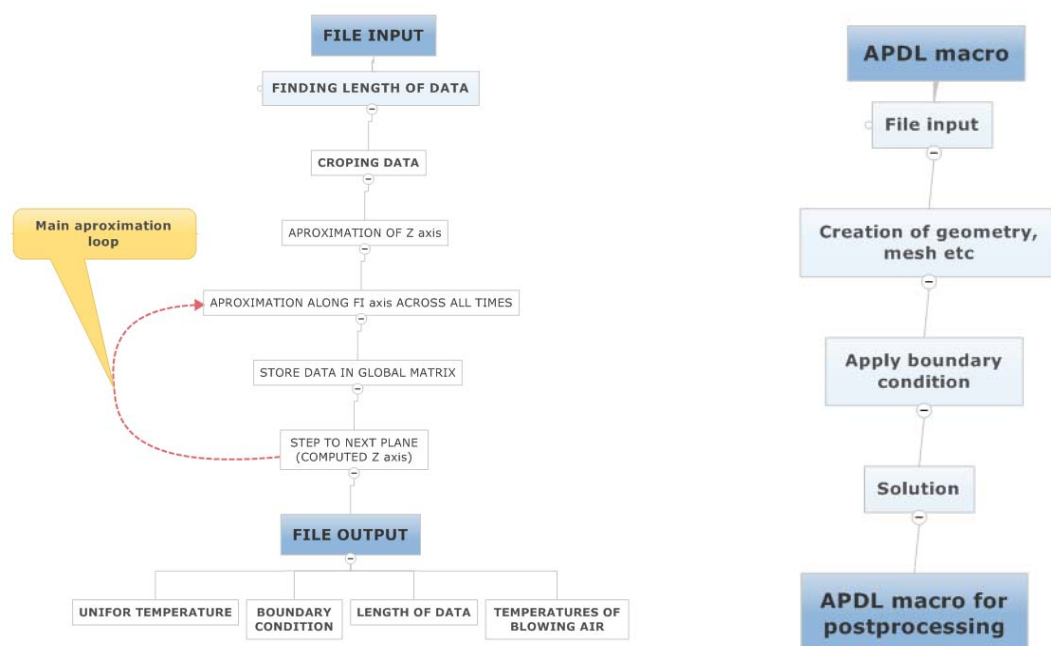 FILE INPUT
FINDING LENGTH OF DATA
CROPING DATA
Main aproximation
loop
APROXIMATION OF Z axis
APROXIMATION ALONG FI axis ACROSS ALL TIMES
STORE DATA IN GLOBAL MATRIX
STEP TO NEXT PLANE
(COMPUTED Z axis)
FILE OUTPUT
UNIFOR TEMPERATURE
BOUNDARY
CONDITION
LENGTH OF DATA
TEMPERATURES OF
BLOWING AIR
APDL macro
File input
Creation of geometry,
mesh etc
Apply boundary
condition
Solution
APDL macro for
postprocessing